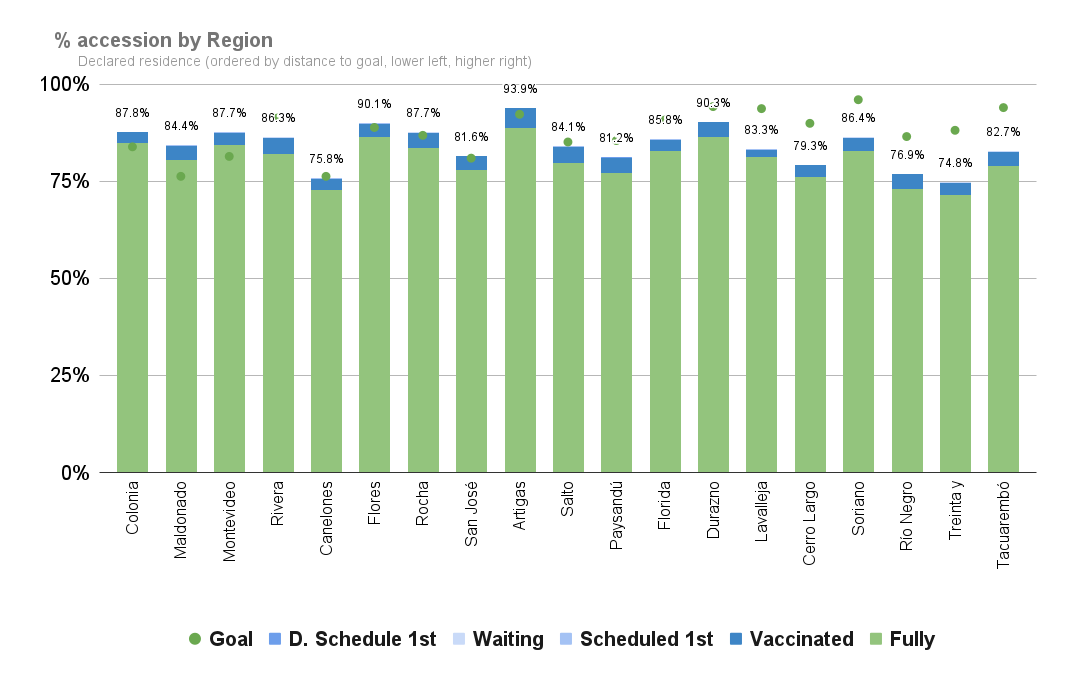 % accession by Region
Declared residence (ordered by distance to goal, lower left, higher right)
100%
75%
50%
25%
0%
87.8%
84.4%
87.7%
86.3%
75.8%
90.1%
87.7%
81.6%
93.9%
84.1%
81.2%
85.8%
90.3%
83.3%
79.3%
86.4%
76.9%
74.8%
82.7%
Colonia
Maldonado
Montevideo
Rivera
Canelones
Flores
Rocha
San José
Artigas
Salto
Paysandú
Florida
Durazno
Lavalleja
Cerro Largo
Soriano
Río Negro
Treinta y
Tacuarembó
Goal D. Schedule 1st Waiting Scheduled 1st Vaccinated Fully